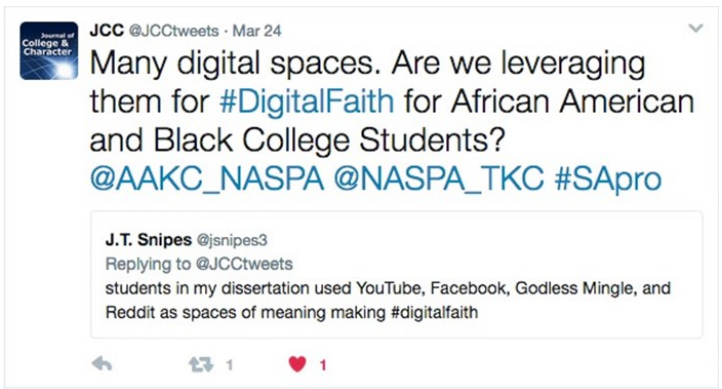 Journal of
College &
Character
JCC @JCCtweets · Mar 24
Many digital spaces. Are we leveraging
them for #DigitalFaith for African American
and Black College Students?
@AAKC_NASPA @NASPA_TKC #SApro
J.T. Snipes @jsnipes3
Replying to @JCCtweets
students in my dissertation used YouTube, Facebook, Godless Mingle, and
Reddit as spaces of meaning making #digitalfaith
1 1